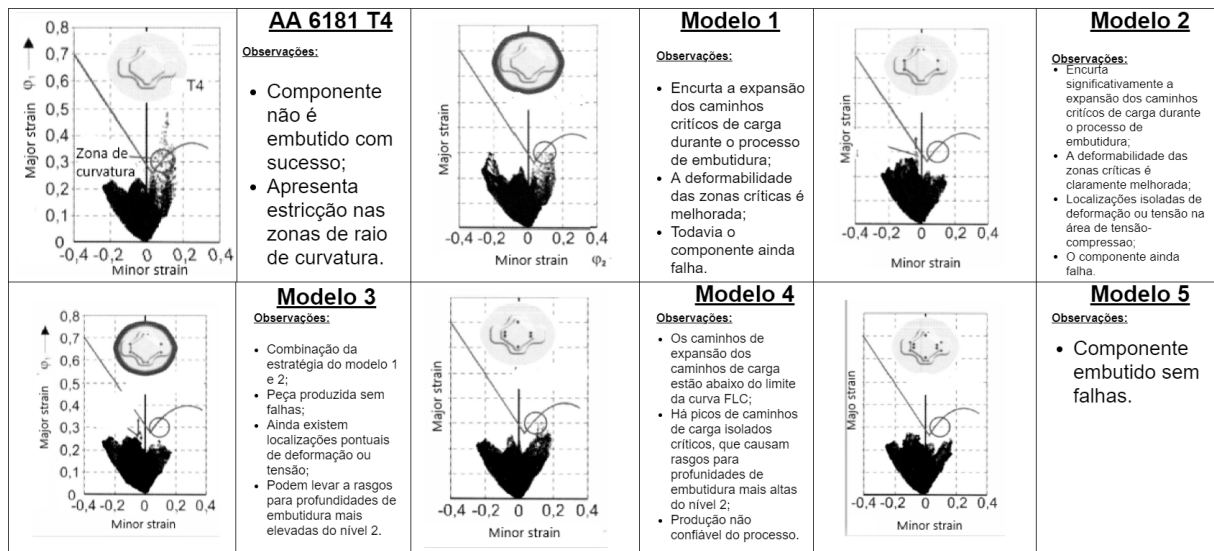 0,8
0,7
0,6
0,5
0,4
0,3
0,2
0,1
0
Major strain φ₁
T4
Zona de
curvatura
-0,4 -0,2 0 0,2 0,4
Minor strain
AA 6181 T4
Observações:
• Componente
não é
embutido com
sucesso;
• Apresenta
estricção nas
zonas de raio
de curvatura.
-0,4 -0,2 0 0,2 0,4
Minor strain φ₂
Modelo 1
Observações:
• Encurta a expansão
dos caminhos
critícos de carga
durante o processo
de embutidura;
• A deformabilidade
das zonas críticas é
melhorada;
• Todavia o
componente ainda
falha.
-0,4 -0,2 0 0,2 0,4
Minor strain
Modelo 2
Observações:
• Encurta
significativamente a
expansão dos caminhos
critícos de carga durante
o processo de
embutidura;
• A deformabilidade das
zonas críticas é
claramente melhorada;
• Localizações isoladas de
deformação ou tensão na
área de tensão-
compressao;
• O componente ainda
falha.
0,8
0,7
0,6
0,5
0,4
0,3
0,2
0,1
0
Major strain φ₁
-0,4 -0,2 0 0,2 0,4
Minor strain
Modelo 3
Observações:
• Combinação da
estratégia do modelo 1
e 2;
• Peça produzida sem
falhas;
• Ainda existem
localizações pontuais
de deformação ou
tensão;
• Podem levar a rasgos
para profundidades de
embutidura mais
elevadas do nível 2.
-0,4 -0,2 0 0,2 0,4
Minor strain
Modelo 4
Observações:
• Os caminhos de
expansão dos
caminhos de carga
estão abaixo do limite
da curva FLC;
• Há picos de caminhos
de carga isolados
críticos, que causam
rasgos para
profunidades de
embutidura mais altas
do nível 2;
• Produção não
confiável do processo.
Majo strain
-0,4 -0,2 0 0,2 0,4
Minor strain
Modelo 5
• Componente
embutido sem
falhas.